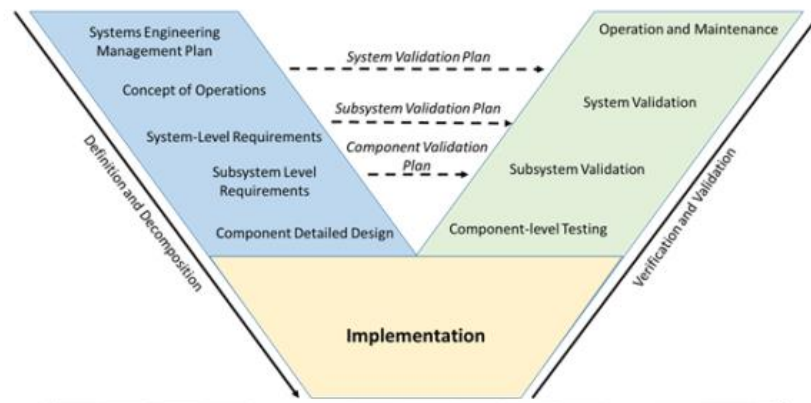 Systems Engineering
Management Plan
Concept of Operations
System-Level Requirements
Subsystem Level
Requirements
Component Detailed Design
Definition and Decomposition
System Validation Plan
Subsystem Validation Plan
Component Validation
Plan
Operation and Maintenance
System Validation
Subsystem Validation
Component-level Testing
Verification and Validation
Implementation